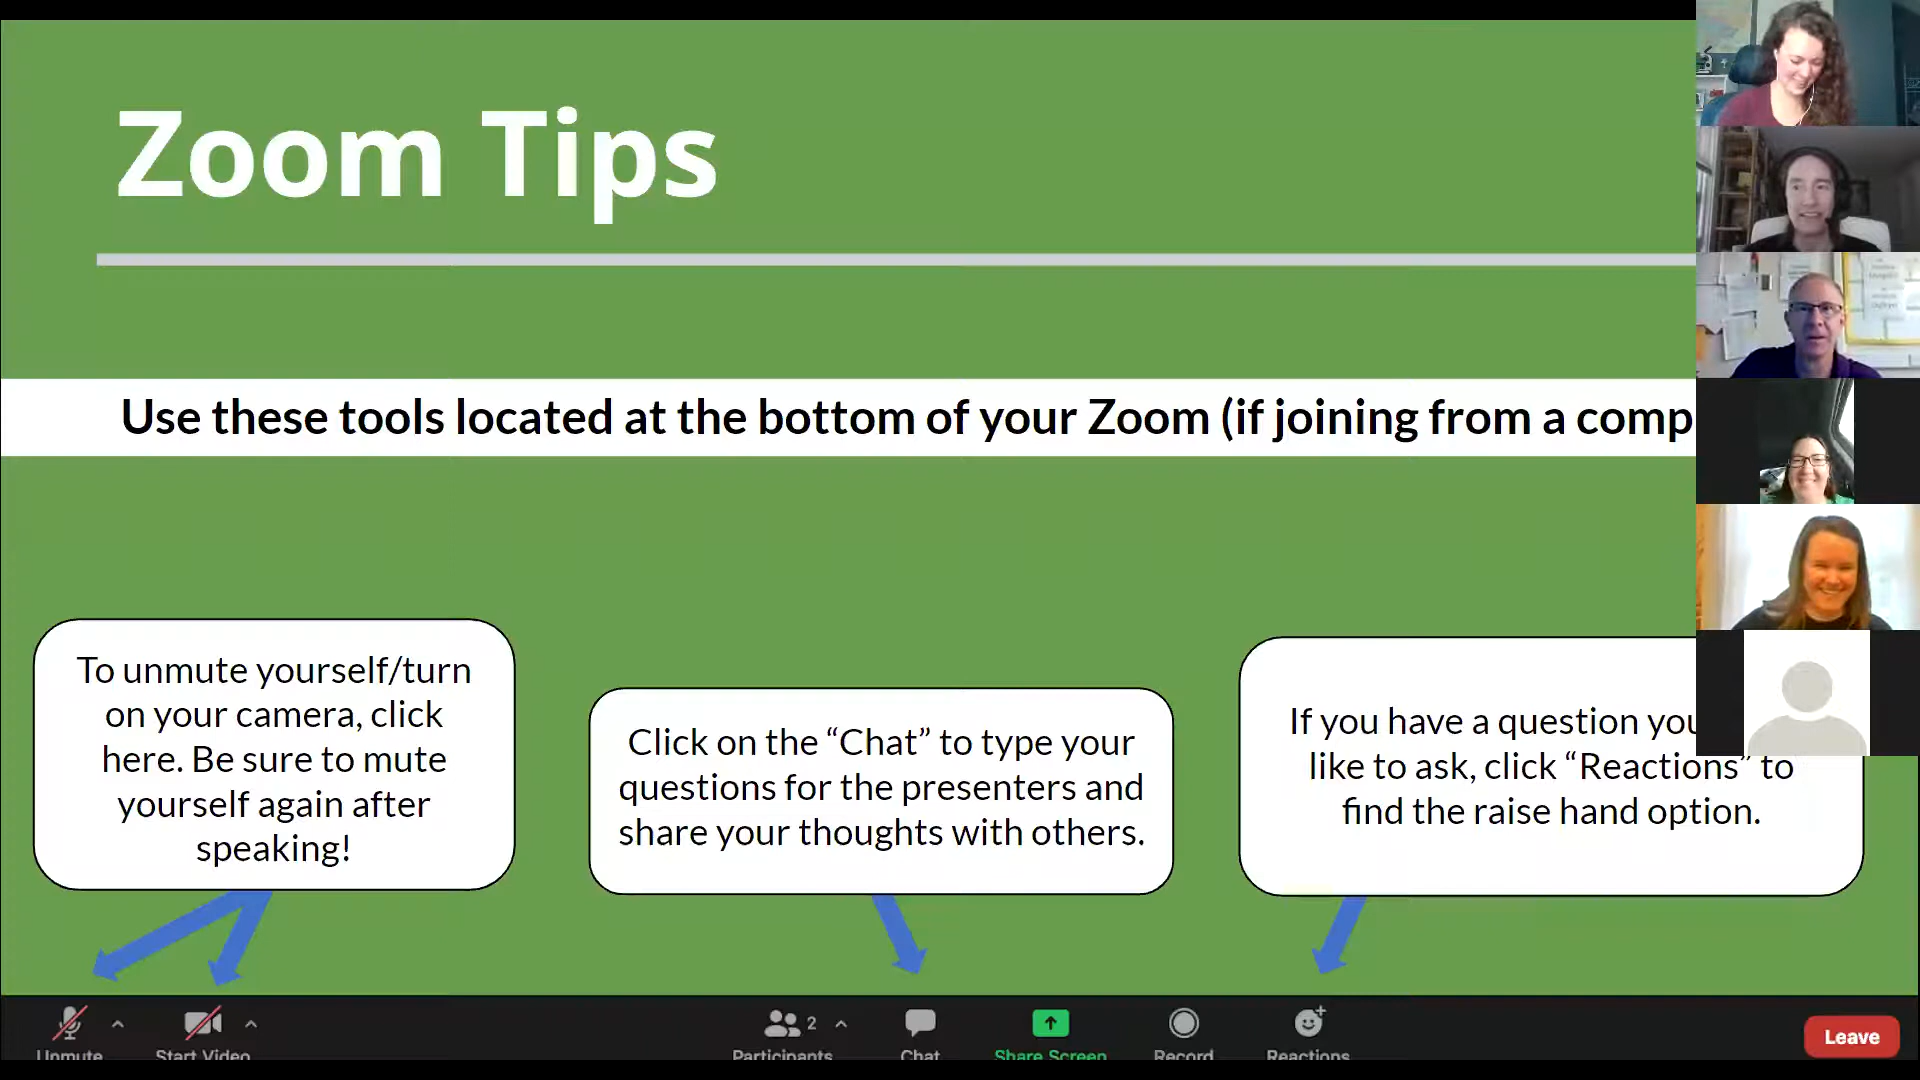 Zoom Tips
Use these tools located at the bottom of your Zoom (if joining from a comp
To unmute yourself/turn
on your camera, click
here. Be sure to mute
yourself again after
speaking!
Click on the “Chat” to type your
questions for the presenters and
share your thoughts with others.
If you have a question you
like to ask, click “Reactions” to
find the raise hand option.
Unmute
Start Video
Participants
2
Chat
Share Screen
Record
Reactions
Leave